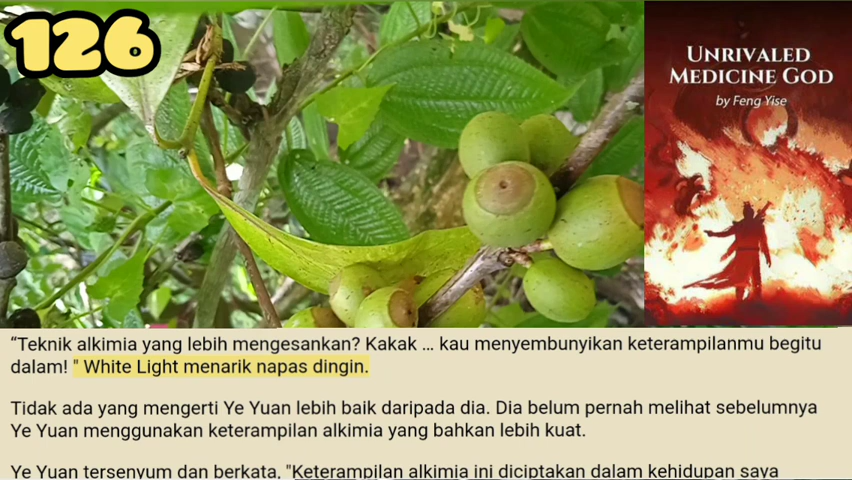 126
UNRIVALED
MEDICINE GOD
by Feng Yise
“Teknik alkimia yang lebih mengesankan? Kakak ... kau menyembunyikan keterampilanmu begitu
dalam! " White Light menarik napas dingin.
Tidak ada yang mengerti Ye Yuan lebih baik daripada dia. Dia belum pernah melihat sebelumnya
Ye Yuan menggunakan keterampilan alkimia yang bahkan lebih kuat.
Ye Yuan tersenyum dan berkata, "Keterampilan alkimia ini diciptakan dalam kehidupan saya